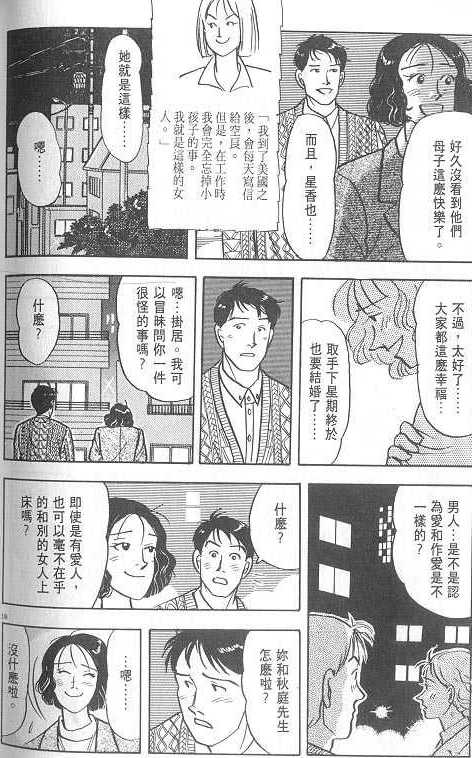 好久沒看到他們
母子這麼快樂了。
而且，星香也……
「我到了美國之
後，會每天寫信
給空良。
但是，在工作時
我會完全忘掉小
孩子的事。
我就是這樣的女
人。」
她就是這樣……
嗯……
不過，太好了……
大家都這麼幸福…
取手下星期終於
也要結婚了……
嗯…掛居。我可
以冒昧問你一件
很怪的事嗎？
什麼？
男人…是不是認
為愛和作愛是不
一樣的？
什麼？
即使是有愛人，
也可以毫不在乎
的和別的女人上
床嗎？
妳和秋庭先生
怎麼啦？
…嗯…
沒什麼啦。